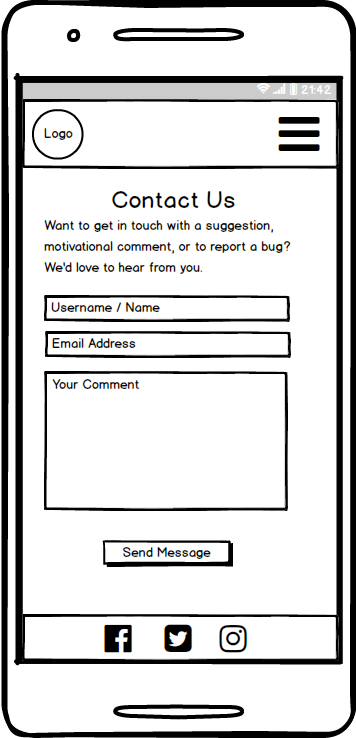 21:42
Logo
Contact Us
Want to get in touch with a suggestion,
motivational comment, or to report a bug?
We'd love to hear from you.
Username / Name
Email Address
Your Comment
Send Message